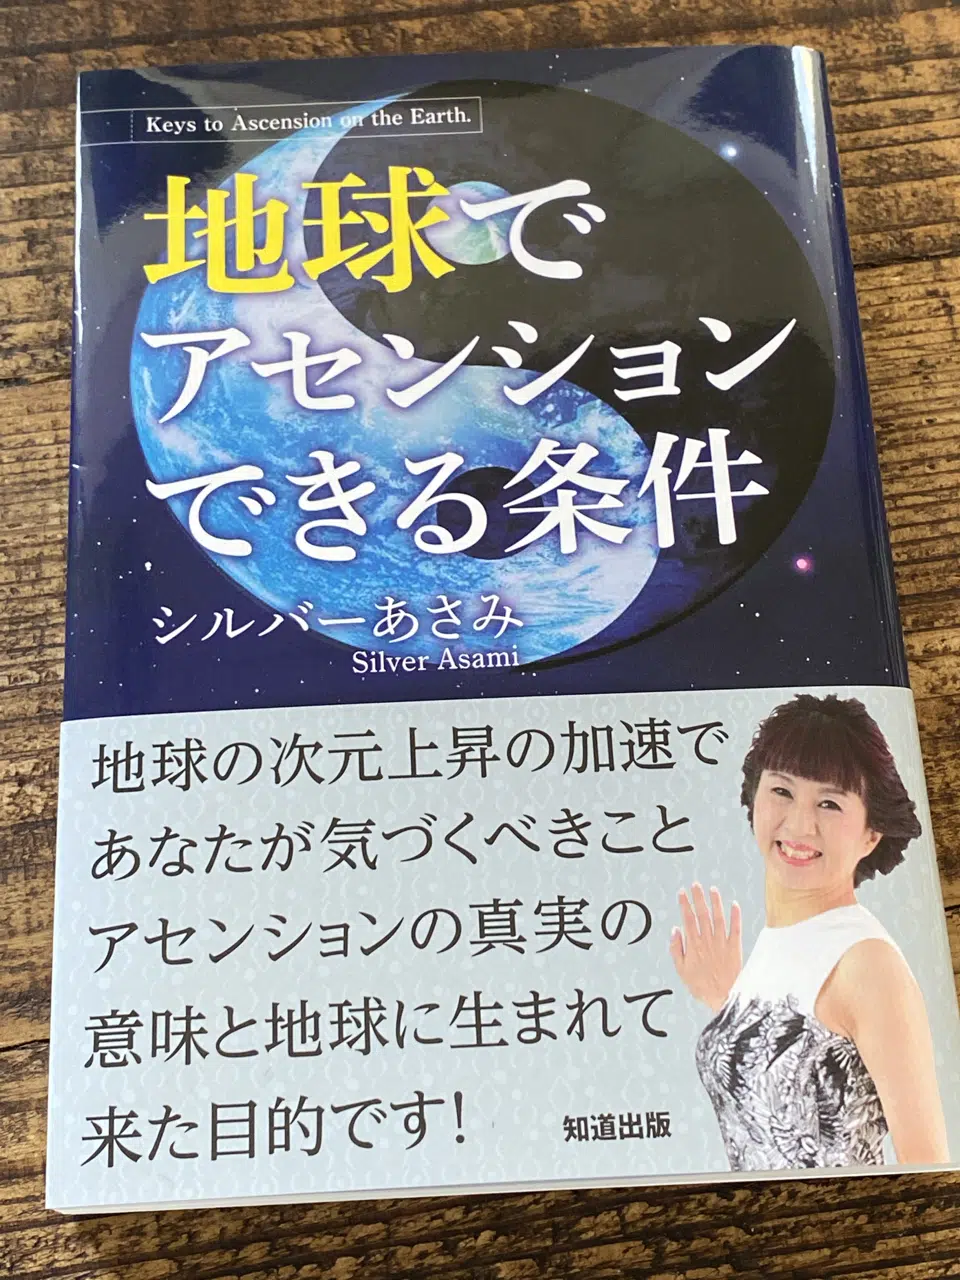 Keys to Ascension on the Earth.
地球で
アセンション
できる条件
シルバーあさみ
Silver Asami
地球の次元上昇の加速で
あなたが気づくべきこと
アセンションの真実の
意味と地球に生まれて
来た目的です!
知道出版